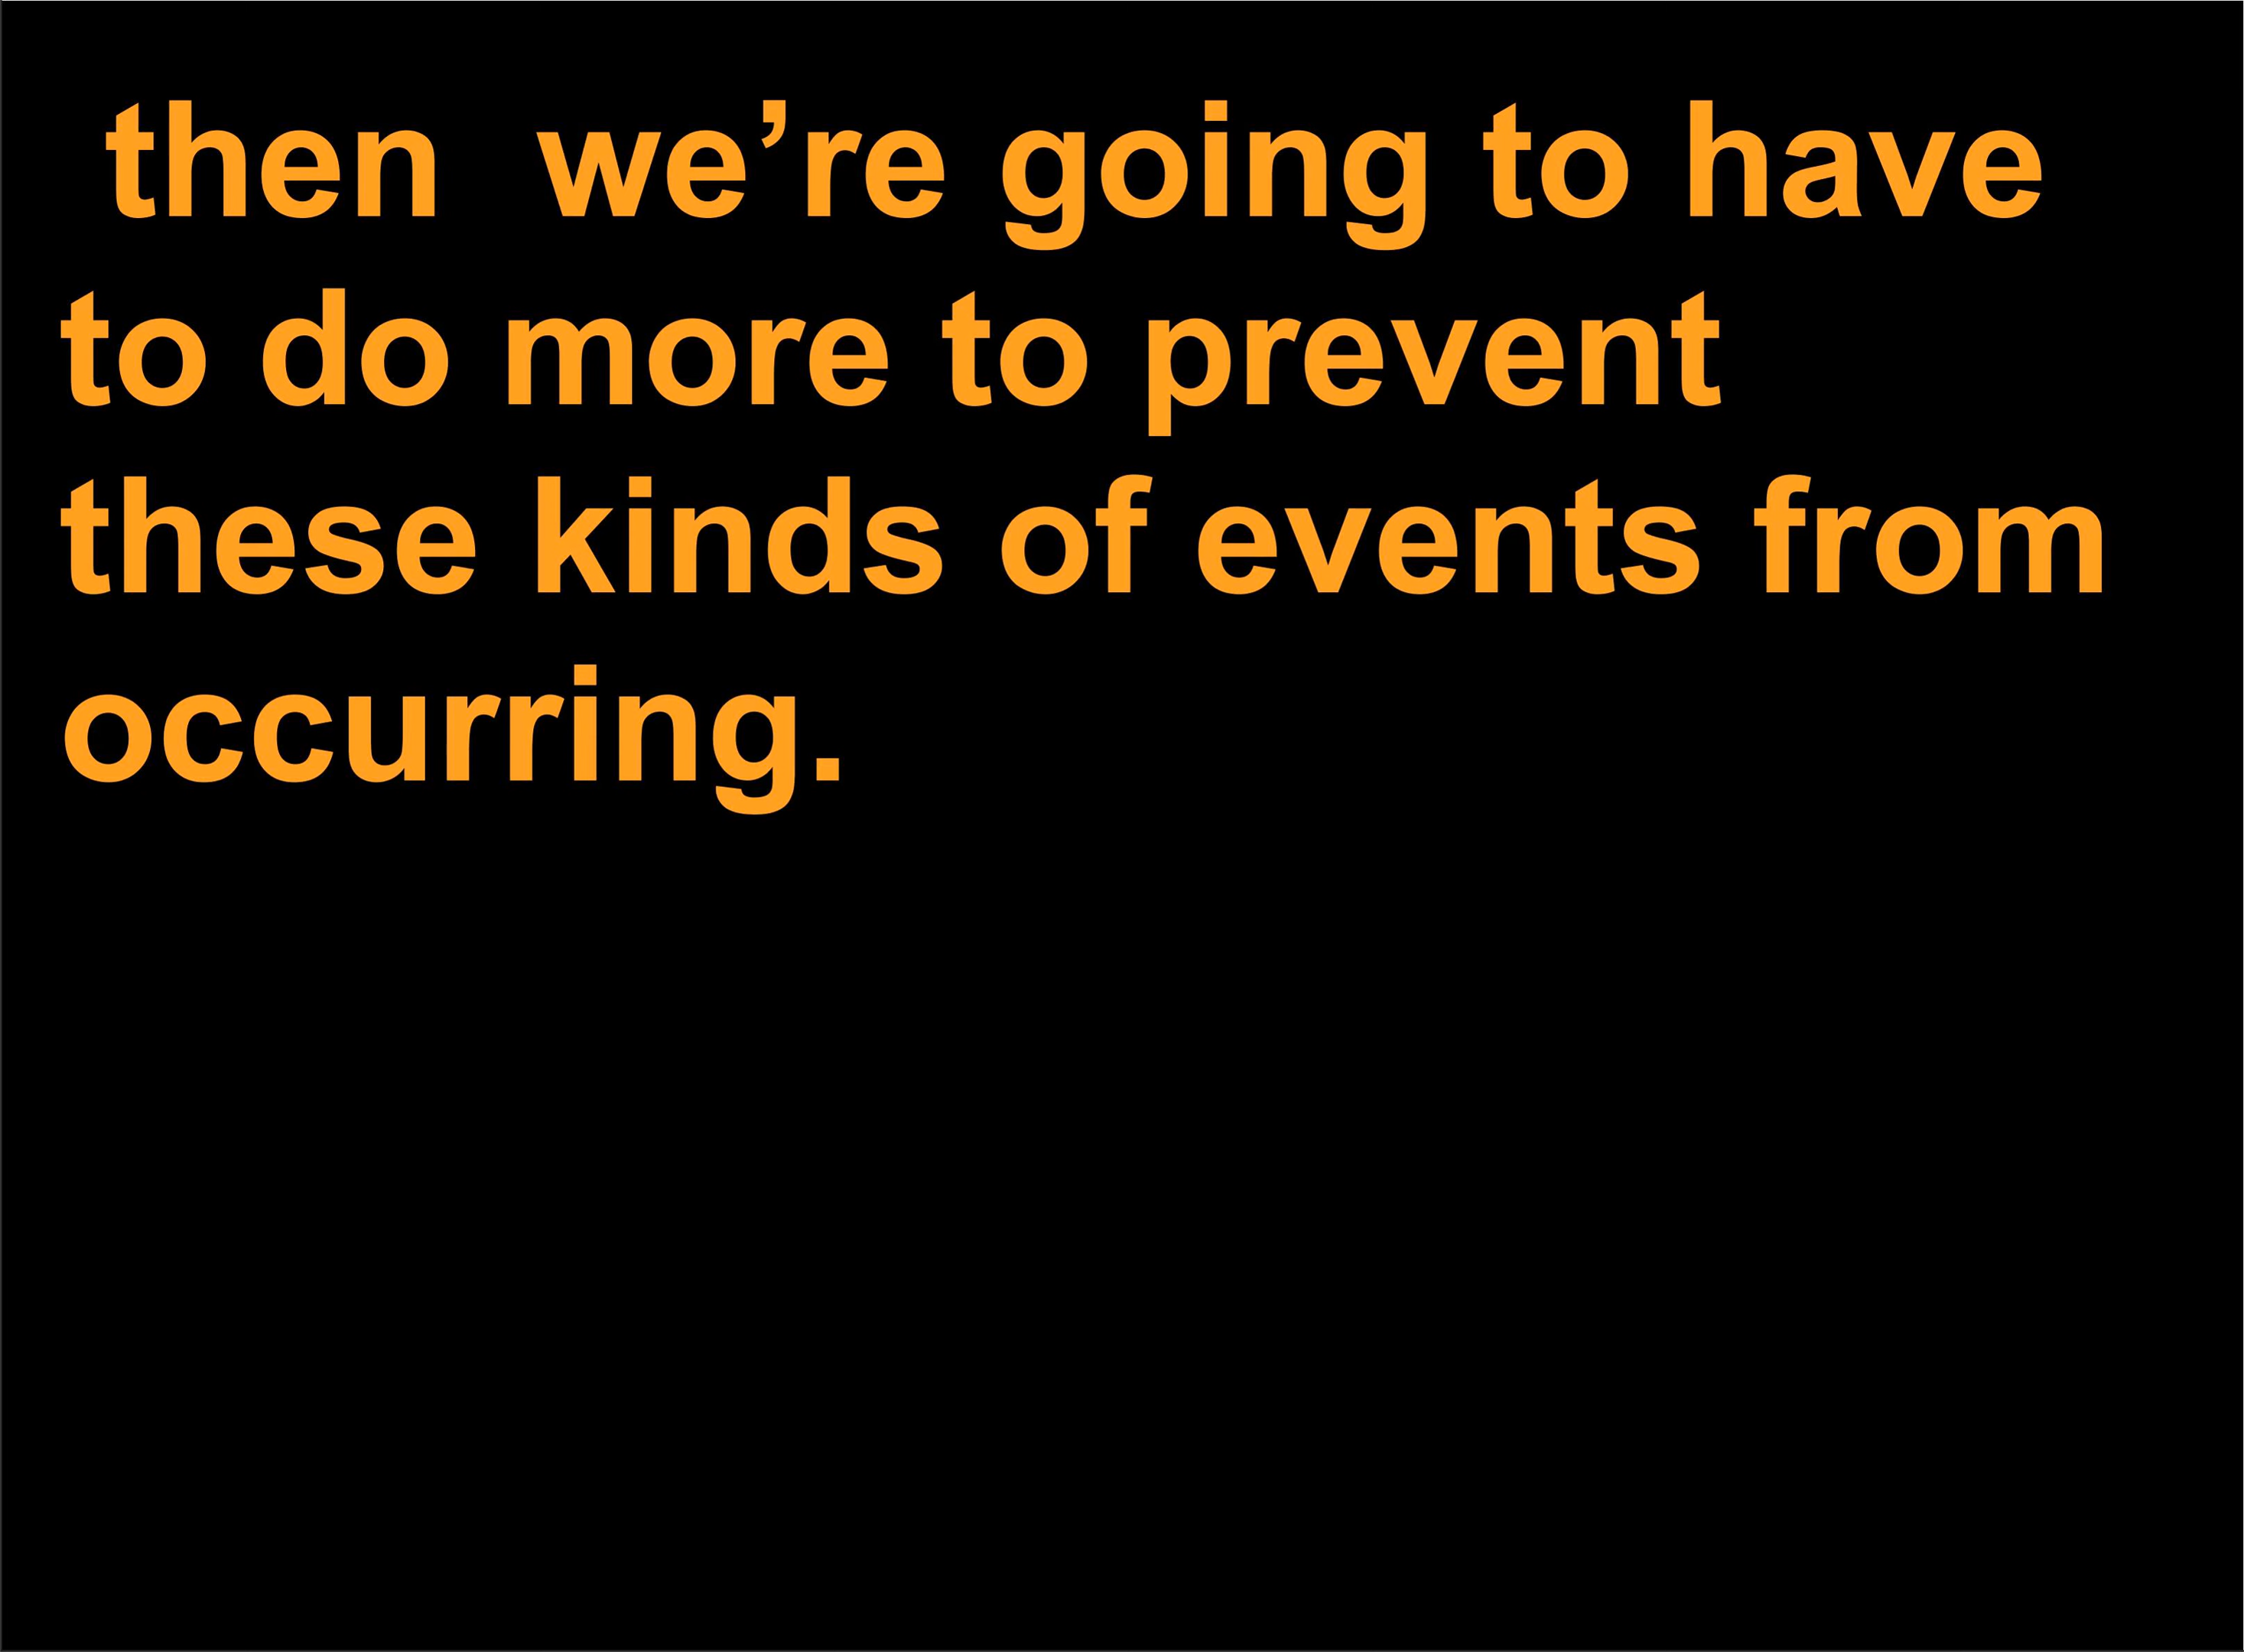 then  we’re going to have
to do more to prevent
these kinds of events from
occurring.